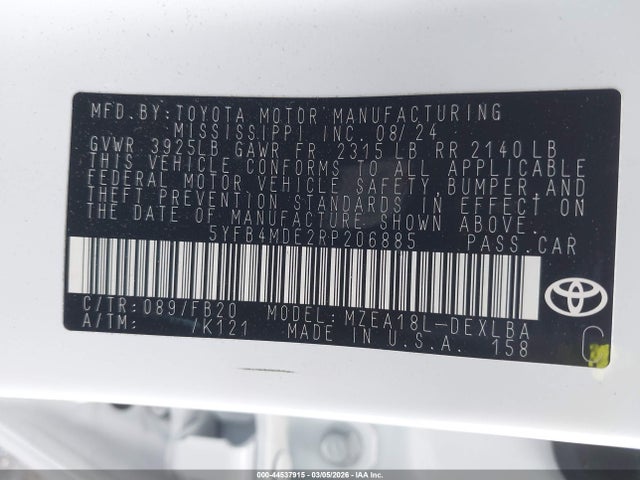 MFD.BY:TOYOTA MOTOR MANUFACTURING
MISSISSIPPI INC. 08/24
GVWR 3925LB GAWR FR 2315 LB RR 2140 LB
THIS VEHICLE CONFORMS TO ALL APPLICABLE
FEDERAL MOTOR VEHICLE SAFETY, BUMPER, AND
THEFT PREVENTION STANDARDS IN EFFECT ON
THE DATE OF MANUFACTURE SHOWN ABOVE.
5YFB4MDE2RP206885 PASS.CAR
C/TR: 089/FB20 MODEL: MZEA18L-DEXLBA
A/TM: /K121 MADE IN U.S.A. 158
C
000-44537915 - 03/05/2026 - IAA Inc.